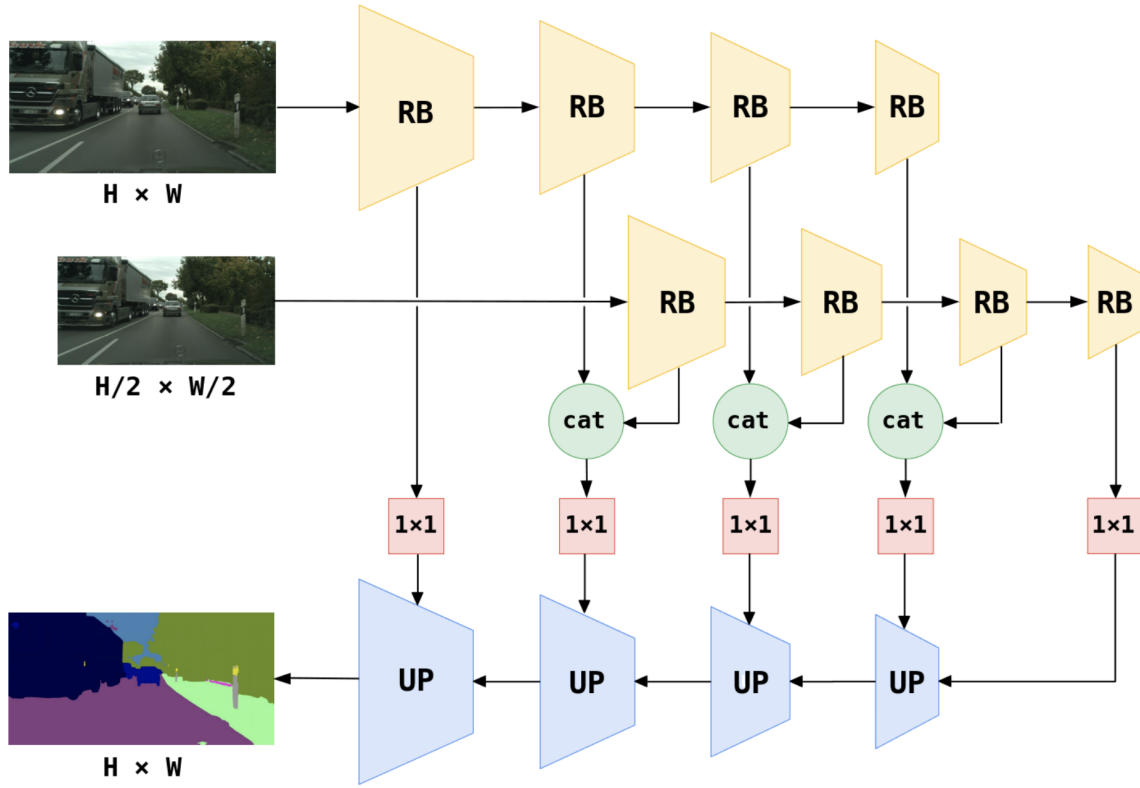 RB
RB
RB
RB
H × W
RB
RB
RB
RB
H/2 × W/2
cat
cat
cat
1×1
1×1
1×1
1×1
1×1
UP
UP
UP
UP
H × W